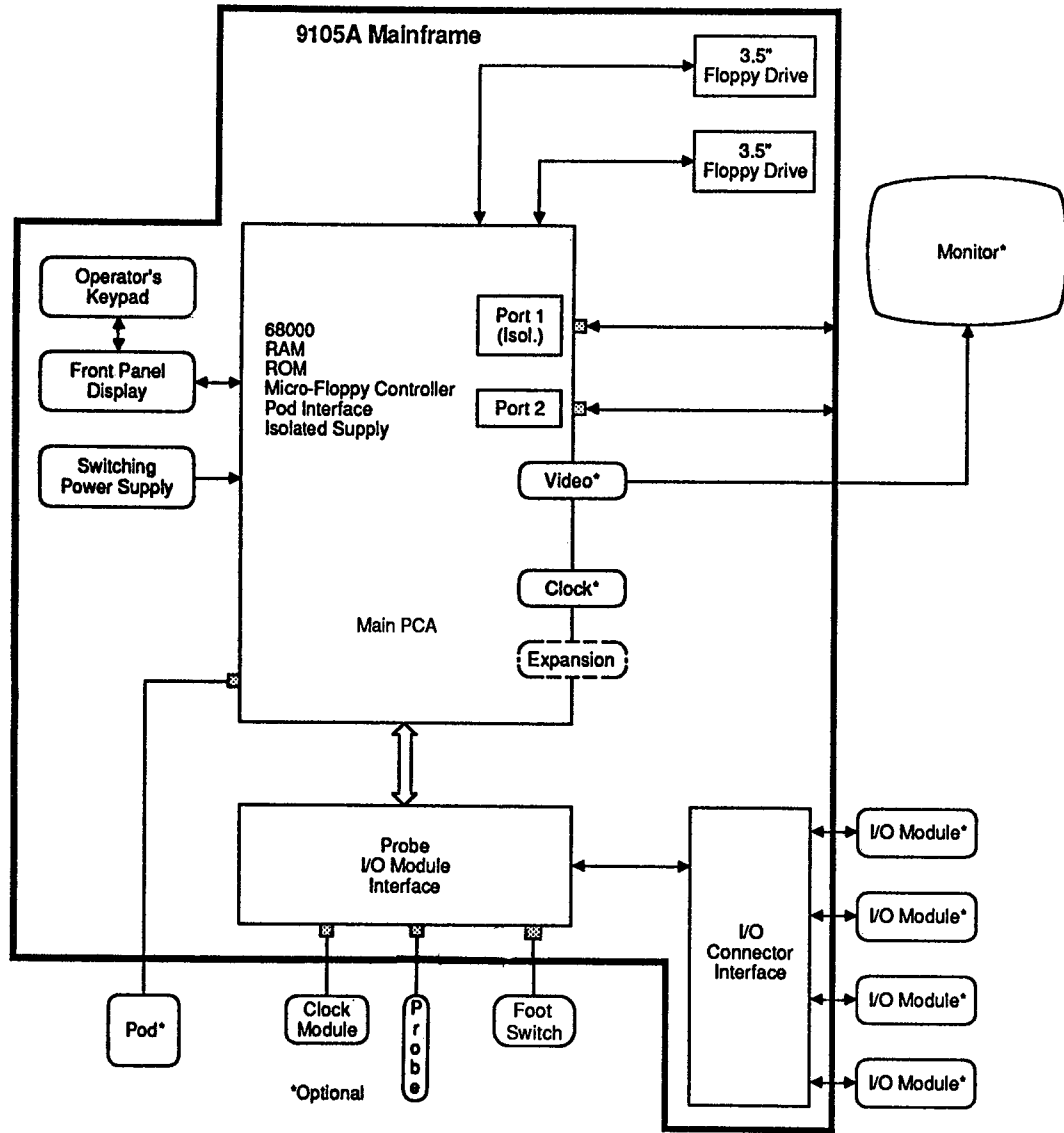 9105A Mainframe
3.5"
Floppy Drive
3.5"
Floppy Drive
Monitor*
Operator's
Keypad
Front Panel
Display
Switching
Power Supply
68000
RAM
ROM
Micro-Floppy Controller
Pod Interface
Isolated Supply
Port 1
(Isol.)
Port 2
Video*
Clock*
Expansion
Main PCA
Probe
I/O Module
Interface
I/O
Connector
Interface
I/O Module*
I/O Module*
I/O Module*
I/O Module*
Pod*
Clock
Module
Probe
Foot
Switch
*Optional